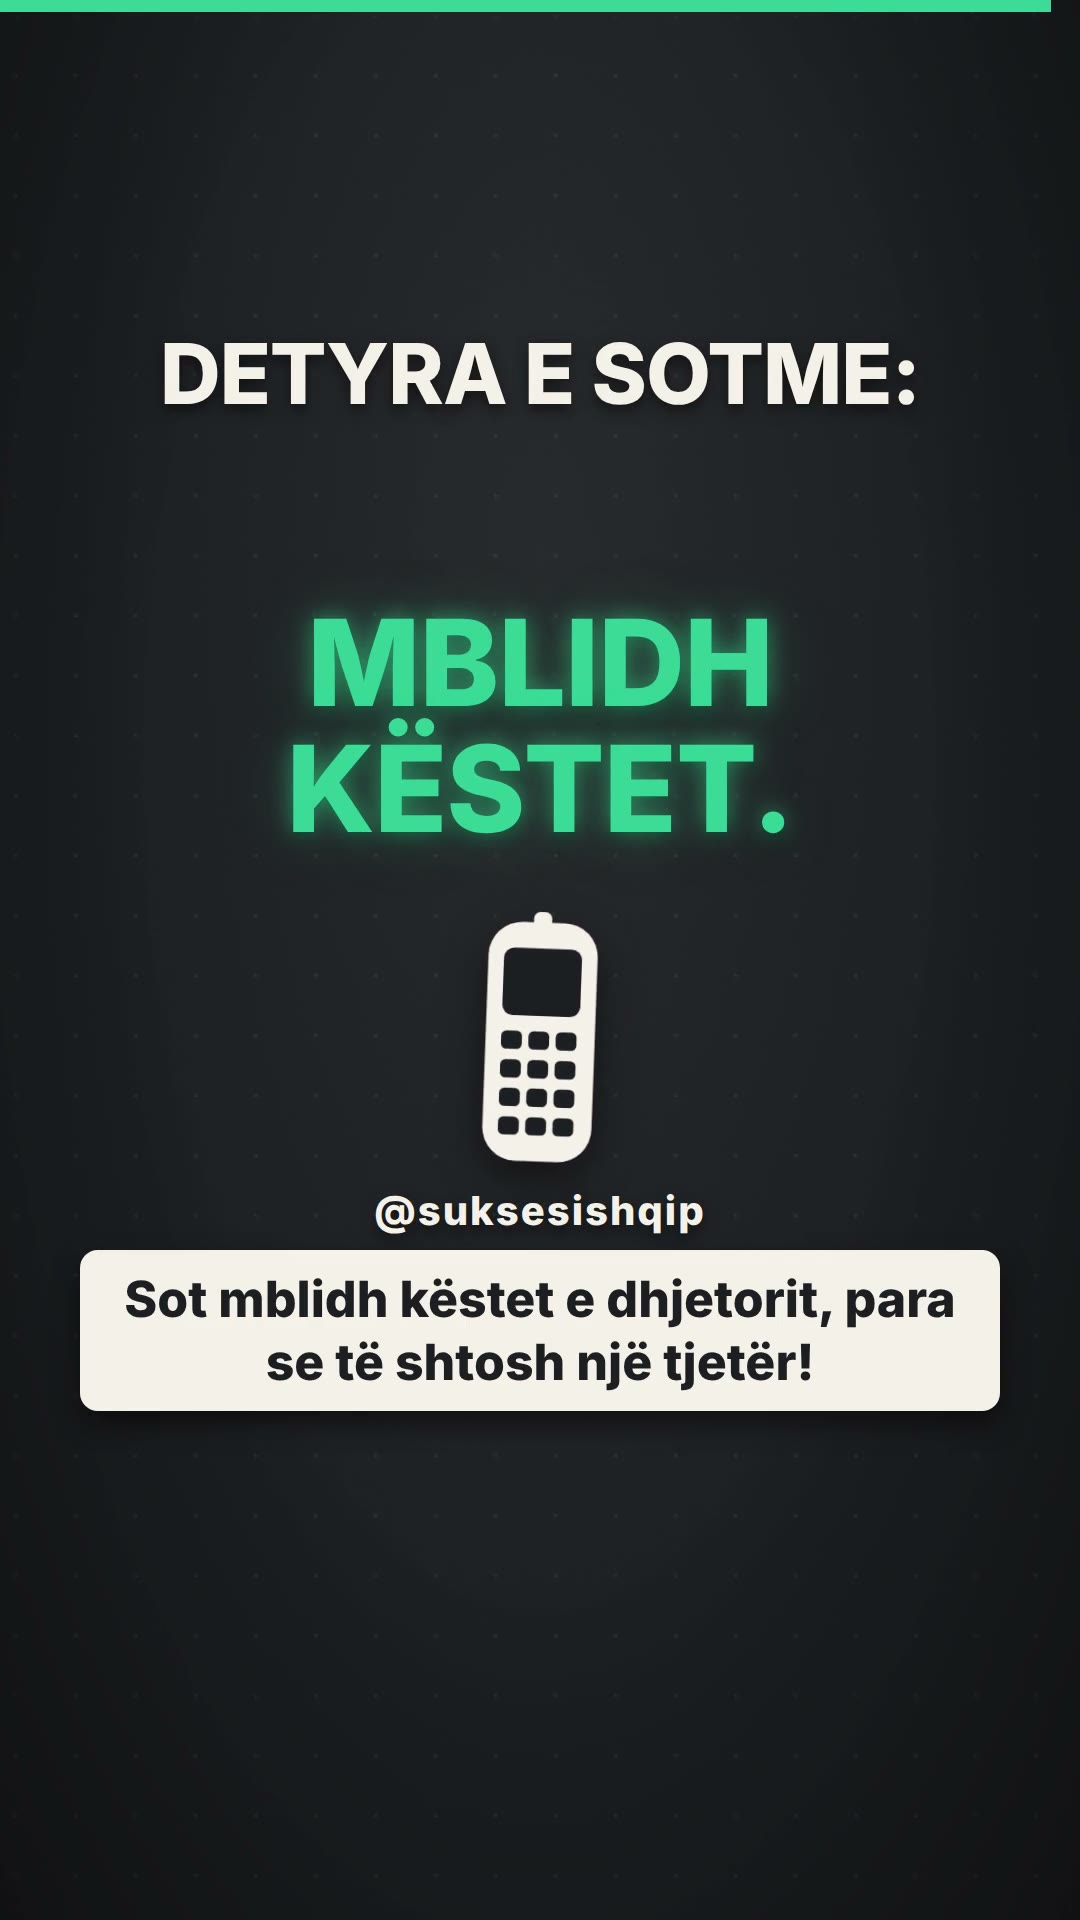 DETYRA E SOTME:
MBLIDH
KËSTET.
@suksesishqip
Sot mblidh këstet e dhjetorit, para
se të shtosh një tjetër!